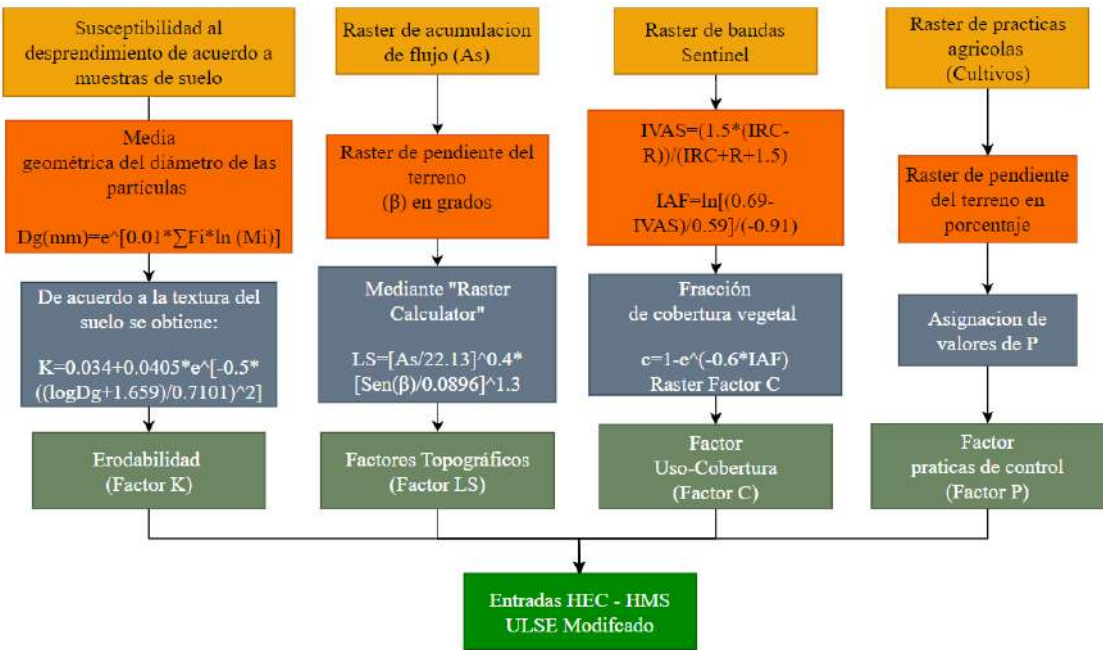 Susceptibilidad al
desprendimiento de acuerdo a
muestras de suelo
Media
geométrica del diámetro de las
partículas
Dg(mm)=e^[0.01*∑Fi*ln (Mi)]
De acuerdo a la textura del
suelo se obtiene:
K=0.034+0.0405*e^[-0.5*
((logDg+1.659)/0.7101)^2]
Erodabilidad
(Factor K)
Raster de acumulacion
de flujo (As)
Raster de pendiente del
terreno
(β) en grados
Mediante "Raster
Calculator"
LS=[As/22.13]^0.4*
[Sen(β)/0.0896]^1.3
Factores Topográficos
(Factor LS)
Raster de bandas
Sentinel
IVAS=(1.5*(IRC-
R))/(IRC+R+1.5)
IAF=ln[(0.69-
IVAS)/0.59]/(-0.91)
Fracción
de cobertura vegetal
c=1-e^(-0.6*IAF)
Raster Factor C
Factor
Uso-Cobertura
(Factor C)
Raster de practicas
agricolas
(Cultivos)
Raster de pendiente
del terreno en
porcentaje
Asignacion de
valores de P
Factor
praticas de control
(Factor P)
Entradas HEC - HMS
ULSE Modifcado